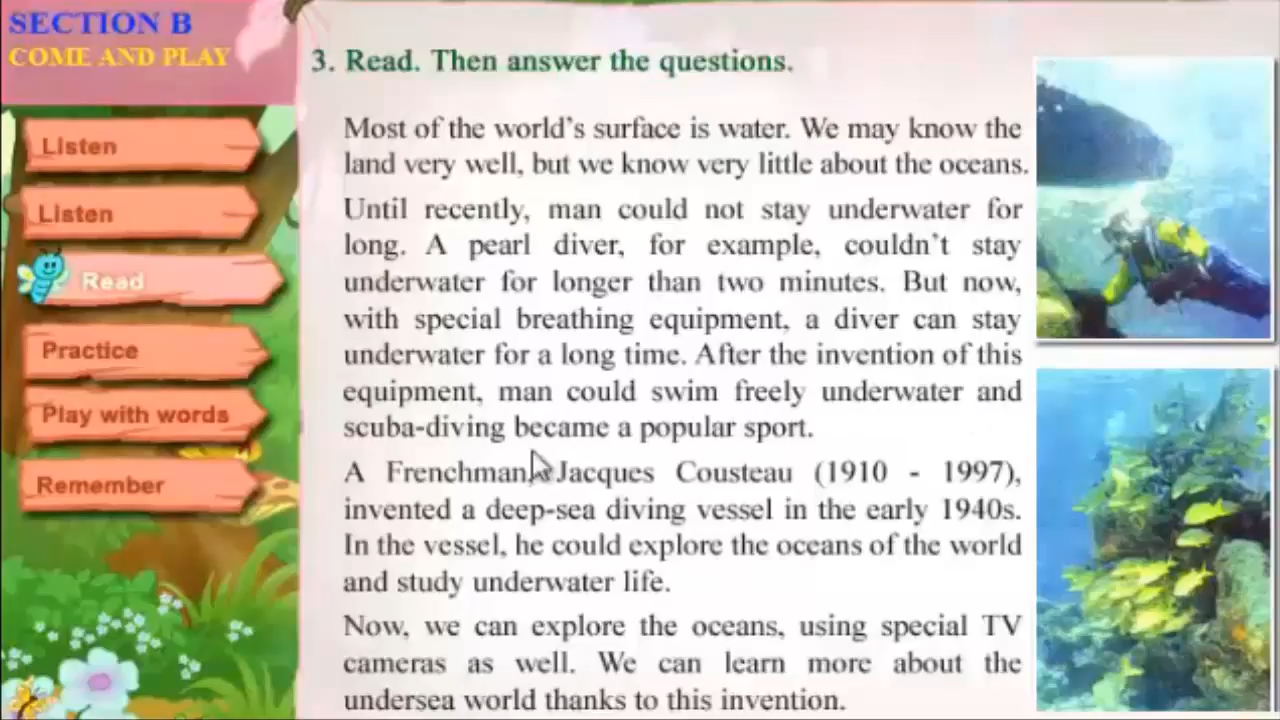 SECTION B
COME AND PLAY
Listen
Listen
Read
Practice
Play with words
Remember
3. Read. Then answer the questions.
Most of the world's surface is water. We may know the
land very well, but we know very little about the oceans.
Until recently, man could not stay underwater for
long. A pearl diver, for example, couldn't stay
underwater for longer than two minutes. But now,
with special breathing equipment, a diver can stay
underwater for a long time. After the invention of this
equipment, man could swim freely underwater and
scuba-diving became a popular sport.
A Frenchman, Jacques Cousteau (1910 - 1997),
invented a deep-sea diving vessel in the early 1940s.
In the vessel, he could explore the oceans of the world
and study underwater life.
Now, we can explore the oceans, using special TV
cameras as well. We can learn more about the
undersea world thanks to this invention.